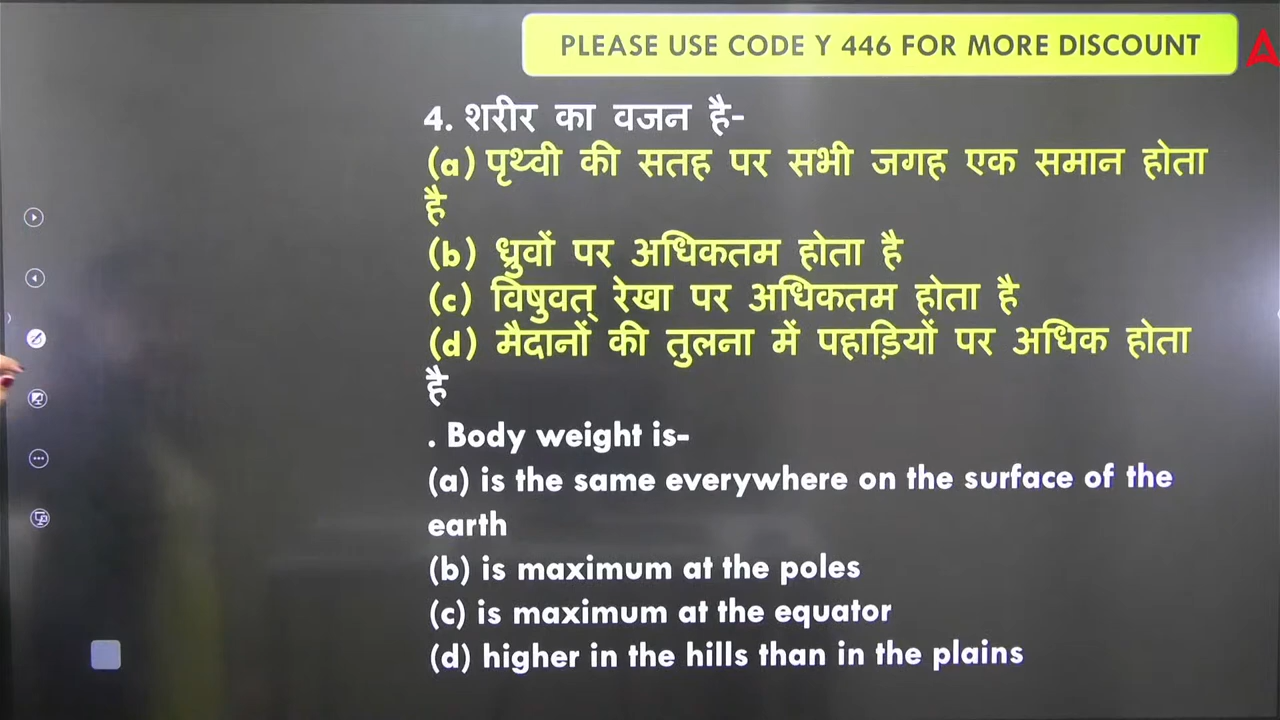 PLEASE USE CODE Y 446 FOR MORE DISCOUNT
4. शरीर का वजन है-
(a) पृथ्वी की सतह पर सभी जगह एक समान होता
है
(b) ध्रुवों पर अधिकतम होता है
(c) विषुवत् रेखा पर अधिकतम होता है
(d) मैदानों की तुलना में पहाड़ियों पर अधिक होता
है
. Body weight is-
(a) is the same everywhere on the surface of the
earth
(b) is maximum at the poles
(c) is maximum at the equator
(d) higher in the hills than in the plains